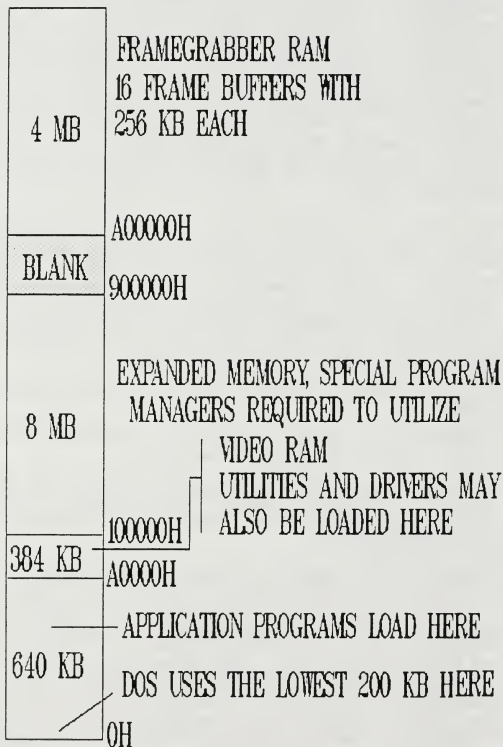 FRAMEGRABBER RAM
16 FRAME BUFFERS WITH
256 KB EACH
4 MB
A00000H
BLANK
900000H
EXPANDED MEMORY, SPECIAL PROGRAM
MANAGERS REQUIRED TO UTILIZE
8 MB
VIDEO RAM
UTILITIES AND DRIVERS MAY
ALSO BE LOADED HERE
100000H
384 KB
A0000H
APPLICATION PROGRAMS LOAD HERE
640 KB
DOS USES THE LOWEST 200 KB HERE
0H